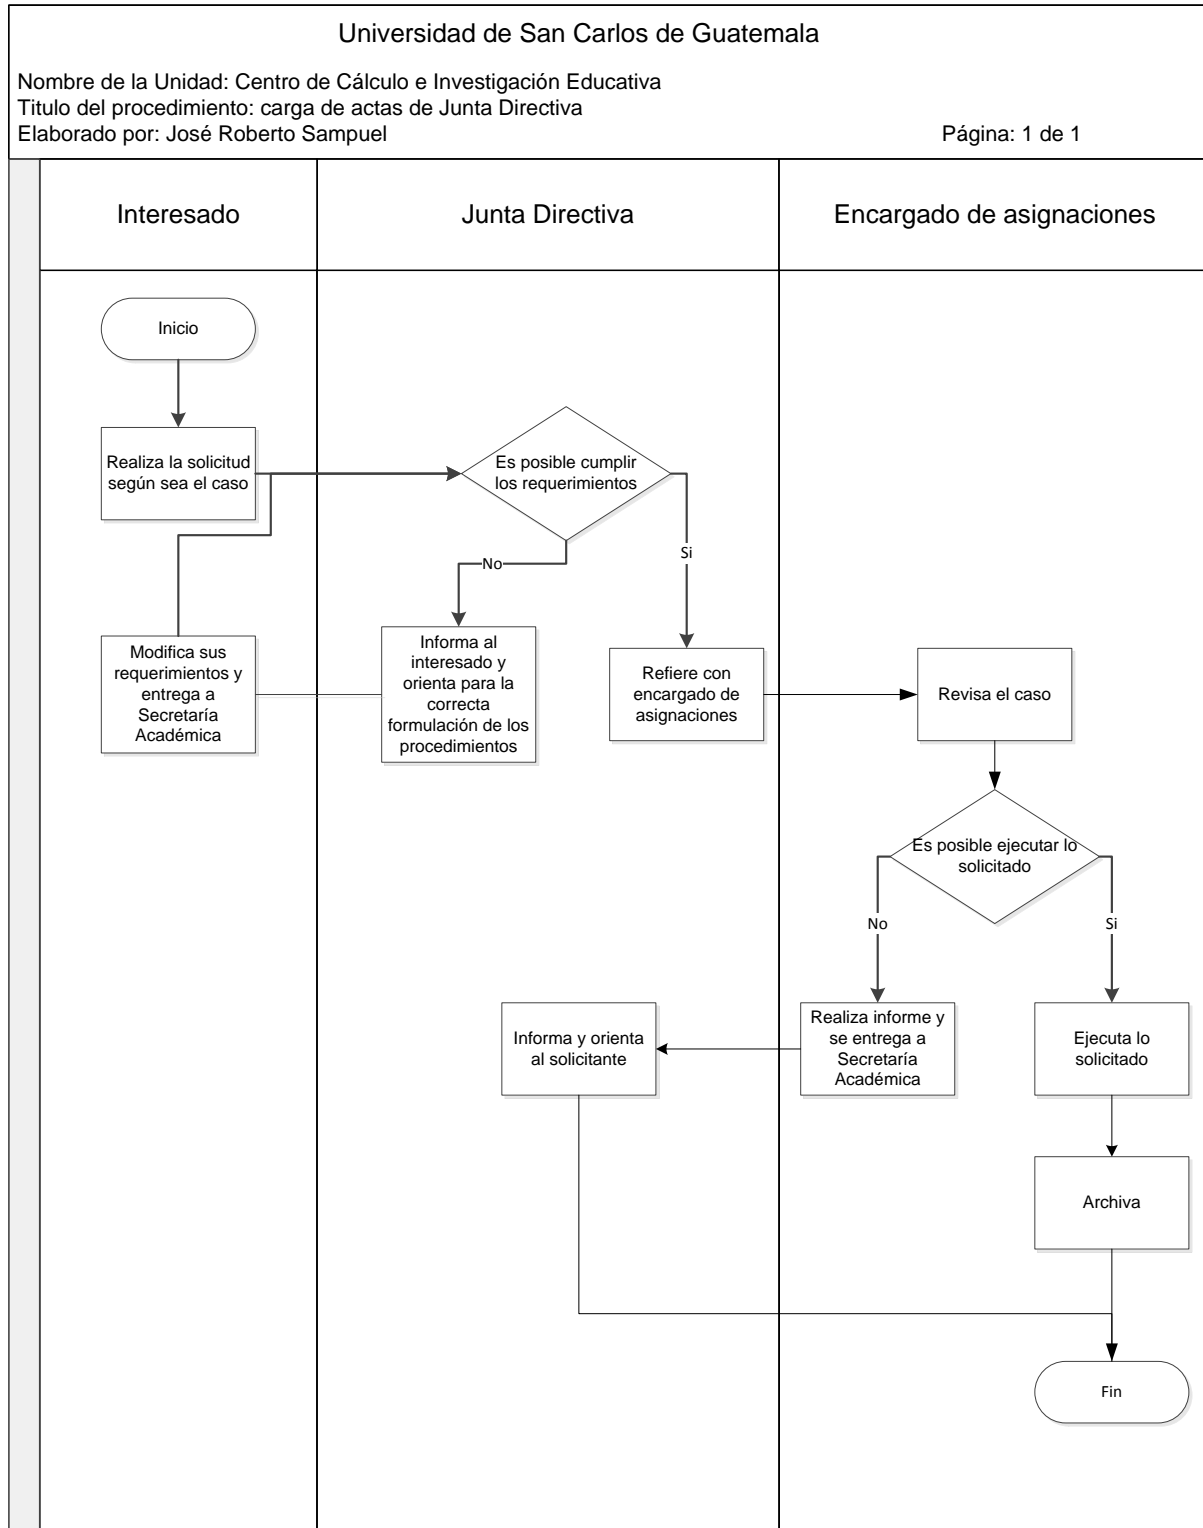 Universidad de San Carlos de Guatemala
Nombre de la Unidad: Centro de Cálculo e Investigación Educativa
Titulo del procedimiento: carga de actas de Junta Directiva
Elaborado por: José Roberto Sampuel
Página: 1 de 1
Interesado
Junta Directiva
Encargado de asignaciones
Inicio
Realiza la solicitud
según sea el caso
Es posible cumplir
los requerimientos
No
Si
Modifica sus
requerimientos y
entrega a
Secretaría
Académica
Informa al
interesado y
orienta para la
correcta
formulación de los
procedimientos
Refiere con
encargado de
asignaciones
Revisa el caso
Es posible ejecutar lo
solicitado
No
Si
Informa y orienta
al solicitante
Realiza informe y
se entrega a
Secretaría
Académica
Ejecuta lo
solicitado
Archiva
Fin